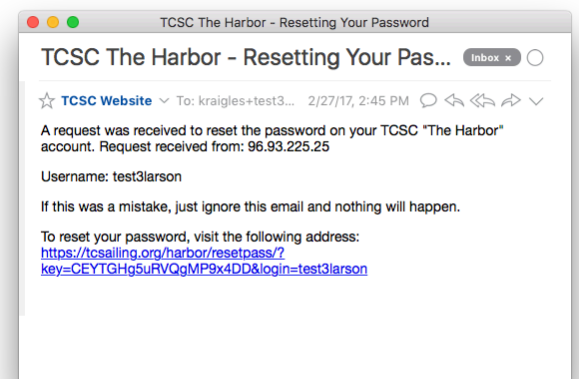 TCSC The Harbor - Resetting Your Password
TCSC The Harbor - Resetting Your Pas... Inbox x
TCSC Website To: kraigles+test3... 2/27/17, 2:45 PM
A request was received to reset the password on your TCSC "The Harbor"
account. Request received from: 96.93.225.25
Username: test3larson
If this was a mistake, just ignore this email and nothing will happen.
To reset your password, visit the following address:
https://tcsailing.org/harbor/resetpass/?
key=CEYTGHg5uRVQgMP9x4DD&login=test3larson